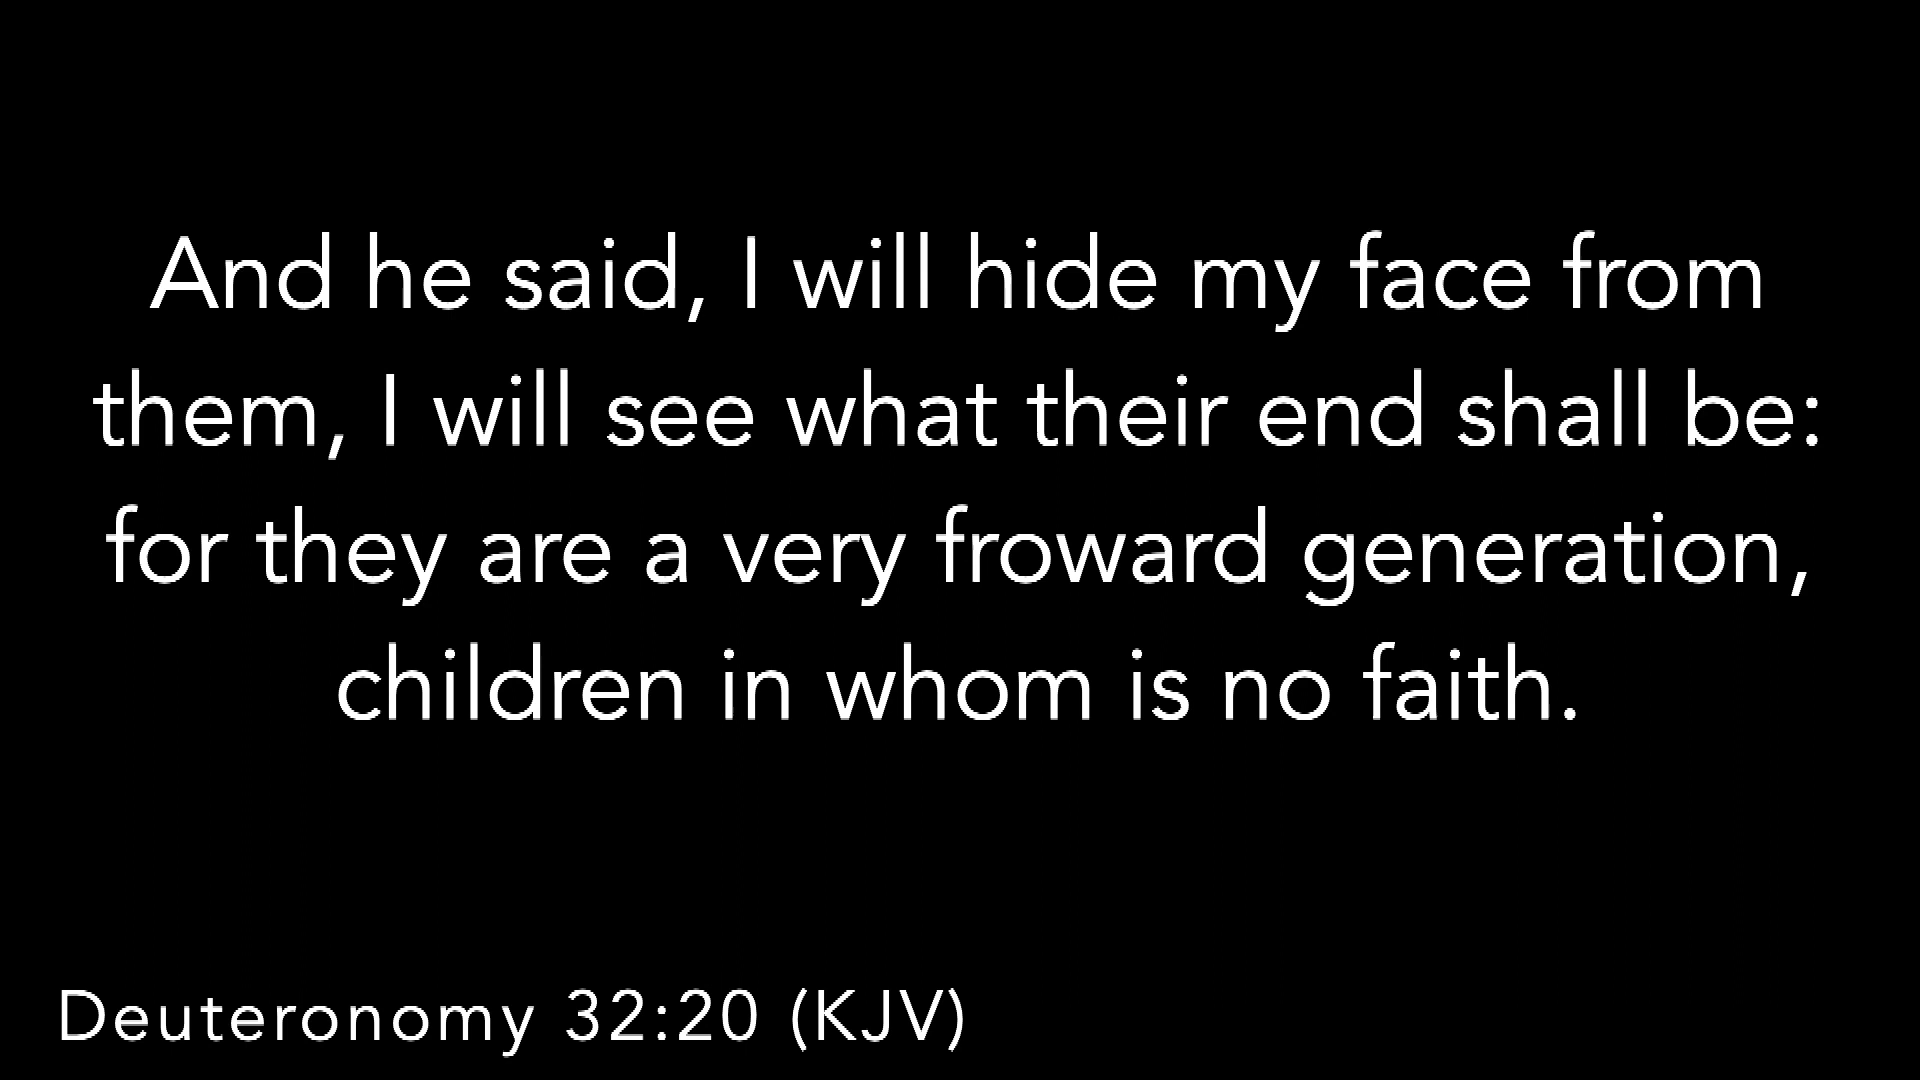 And he said, I will hide my face from
them, I will see what their end shall be:
for they are a very froward generation,
children in whom is no faith.
Deuteronomy 32:20 (KJV)